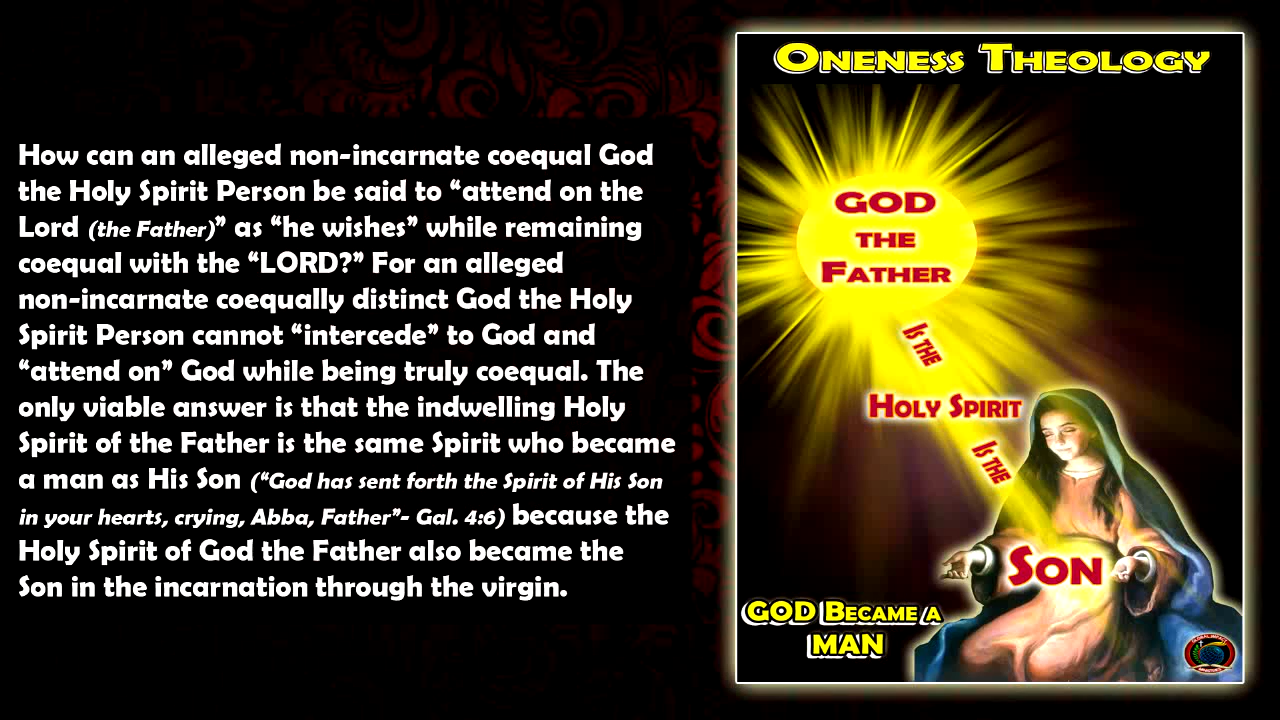 How can an alleged non-incarnate coequal God
the Holy Spirit Person be said to “attend on the
Lord (the Father)” as “he wishes” while remaining
coequal with the “LORD?” For an alleged
non-incarnate coequally distinct God the Holy
Spirit Person cannot “intercede” to God and
“attend on” God while being truly coequal. The
only viable answer is that the indwelling Holy
Spirit of the Father is the same Spirit who became
a man as His Son (“God has sent forth the Spirit of His Son
in your hearts, crying, Abba, Father”- Gal. 4:6) because the
Holy Spirit of God the Father also became the
Son in the incarnation through the virgin.
ONENESS THEOLOGY
GOD
THE
FATHER
IS THE
HOLY SPIRIT
IS THE
SON
GOD BECAME A
MAN